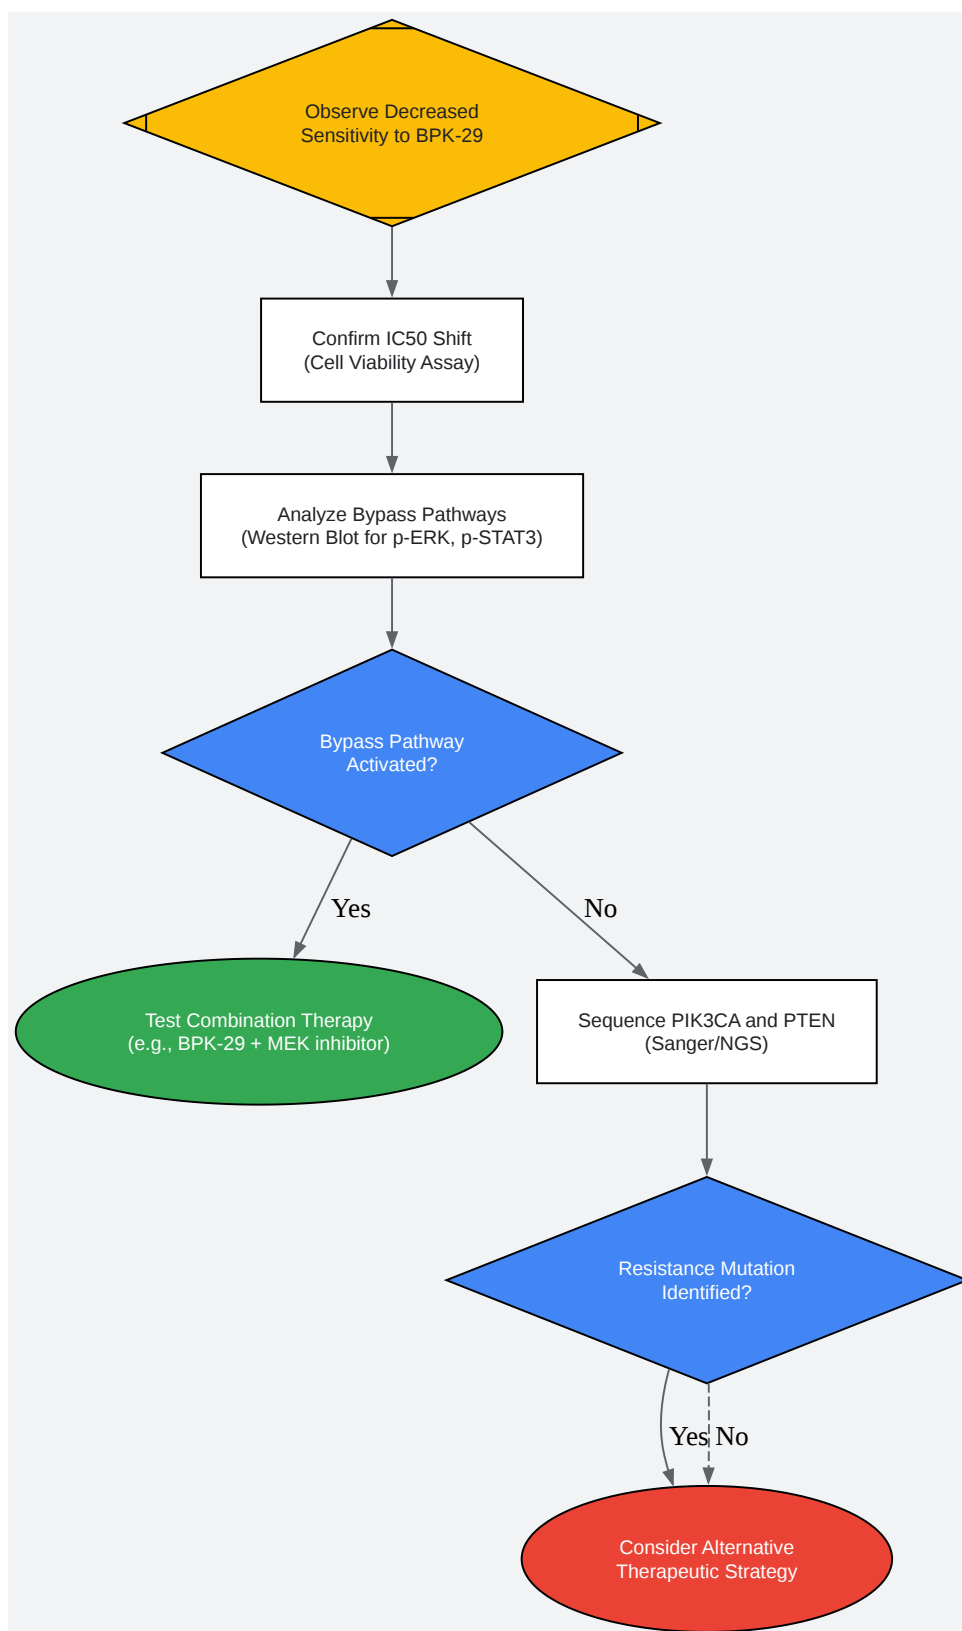 Observe Decreased
Sensitivity to BPK-29
Confirm IC50 Shift
(Cell Viability Assay)
Analyze Bypass Pathways
(Western Blot for p-ERK, p-STAT3)
Bypass Pathway
Activated?
Yes
No
Test Combination Therapy
(e.g., BPK-29 + MEK inhibitor)
Sequence PIK3CA and PTEN
(Sanger/NGS)
Resistance Mutation
Identified?
Yes
No
Consider Alternative
Therapeutic Strategy